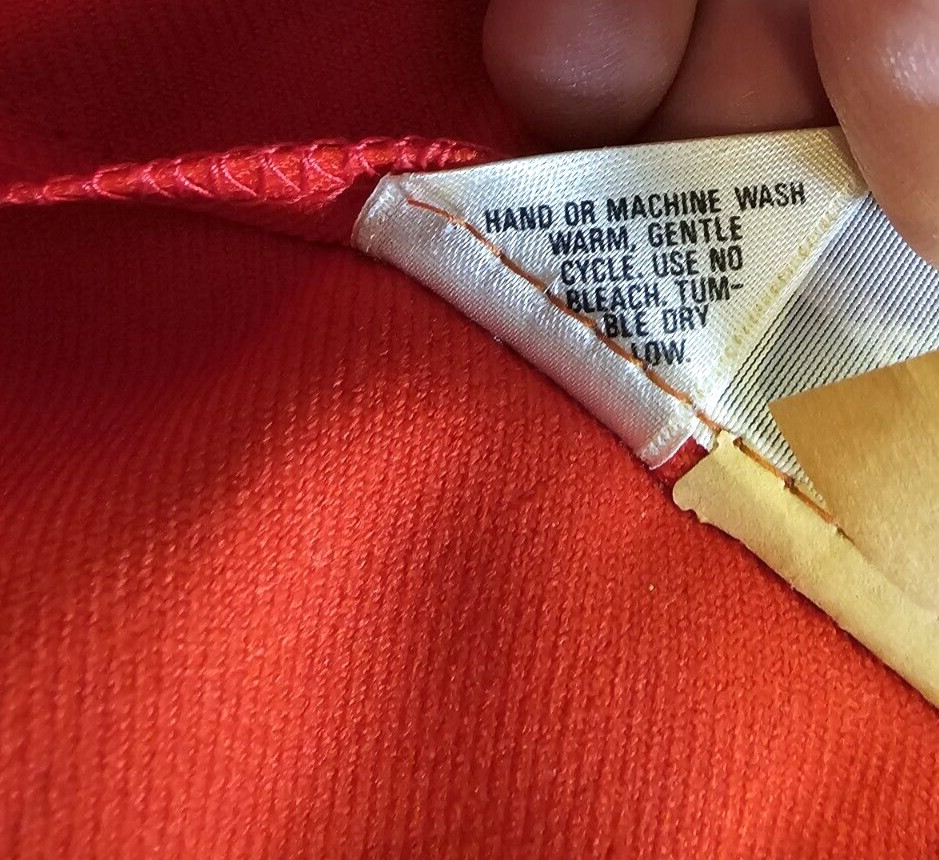 HAND OR MACHINE WASH
WARM, GENTLE
CYCLE. USE NO
BLEACH. TUM-
BLE DRY
LOW.